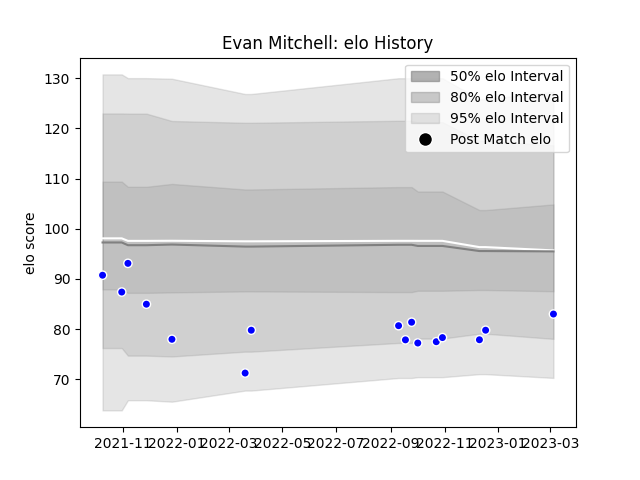 Evan Mitchell: elo History
50% elo Interval
80% elo Interval
95% elo Interval
Post Match elo
elo score
130
120
110
100
90
80
70
2021-11 2022-01 2022-03 2022-05 2022-07 2022-09 2022-11 2023-01 2023-03